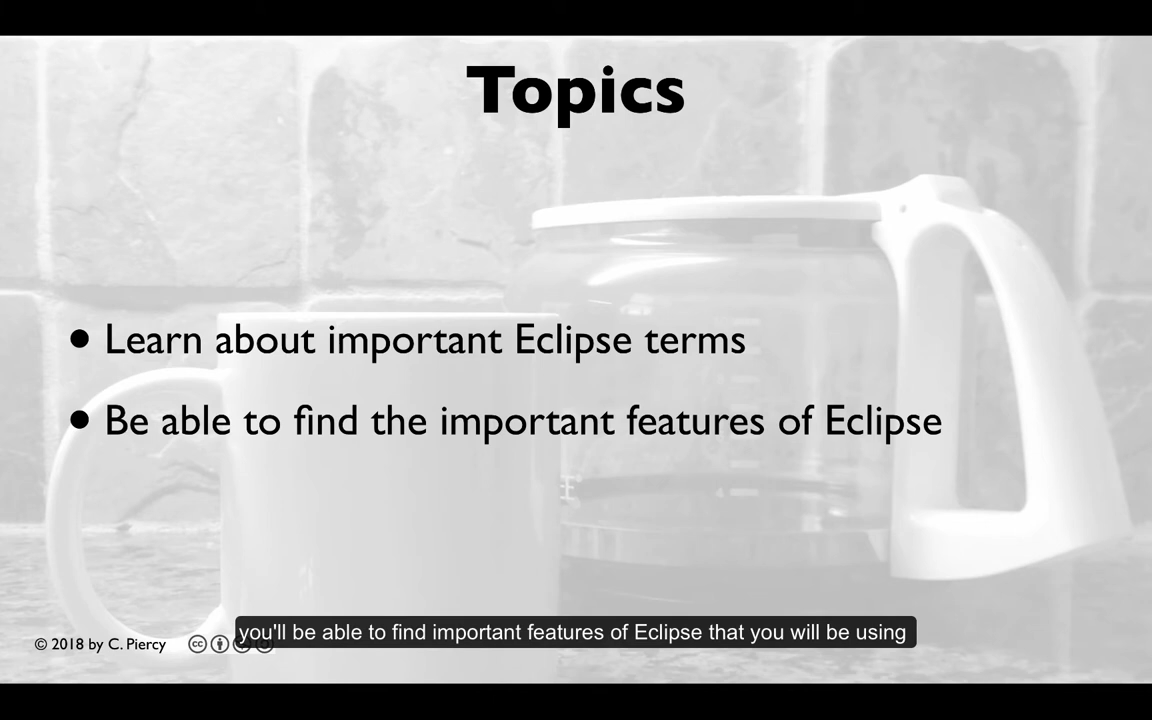 Topics
• Learn about important Eclipse terms
• Be able to find the important features of Eclipse
you'll be able to find important features of Eclipse that you will be using
© 2018 by C. Piercy